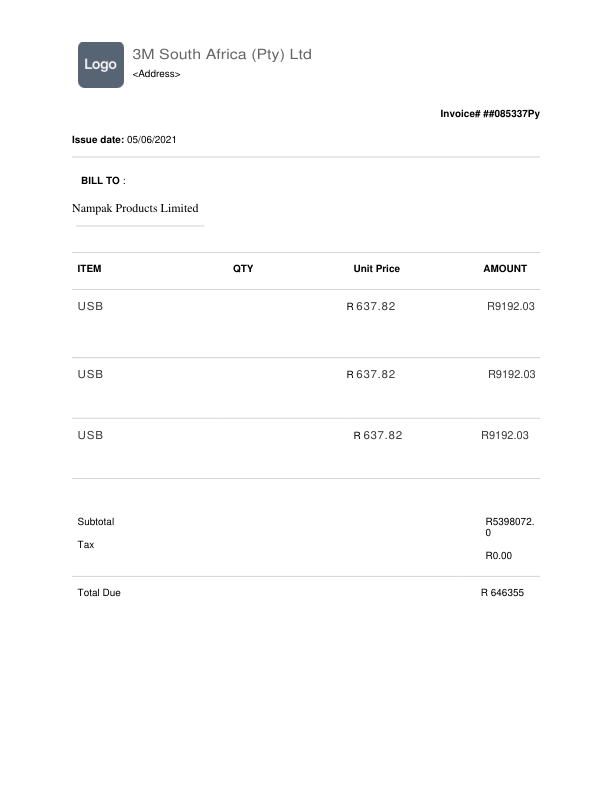 Logo
3M South Africa (Pty) Ltd
<Address>
Invoice# ##085337Py
Issue date: 05/06/2021
BILL TO :
Nampak Products Limited
ITEM QTY Unit Price AMOUNT
USB R 637.82 R9192.03
USB R 637.82 R9192.03
USB R 637.82 R9192.03
Subtotal R5398072.
0
Tax
R0.00
Total Due R 646355